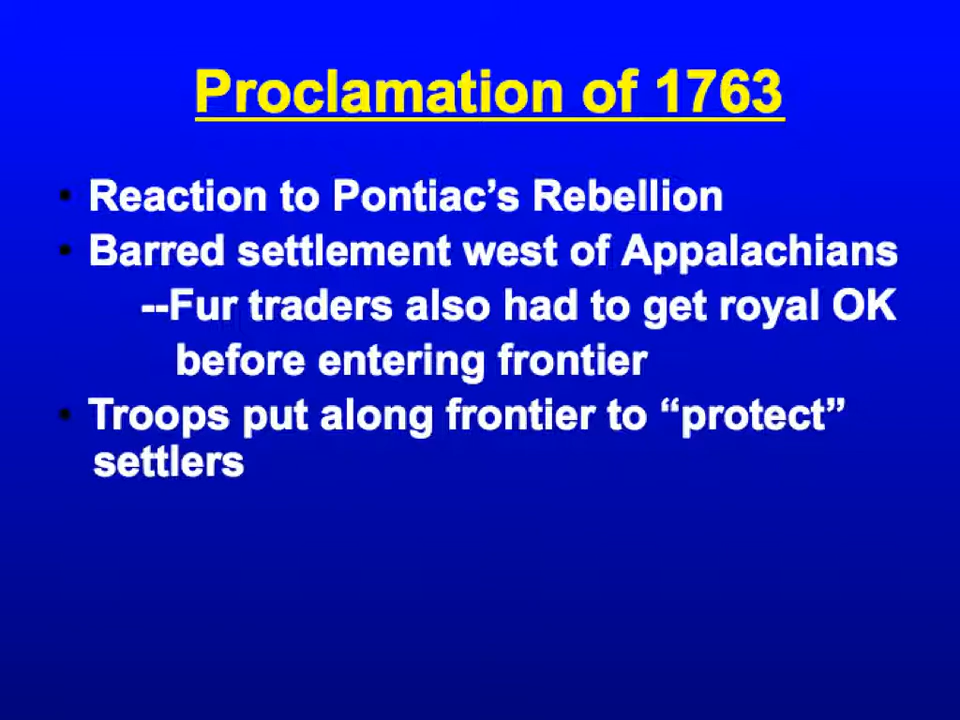 Proclamation of 1763
• Reaction to Pontiac’s Rebellion
• Barred settlement west of Appalachians
--Fur traders also had to get royal OK
before entering frontier
• Troops put along frontier to “protect”
settlers